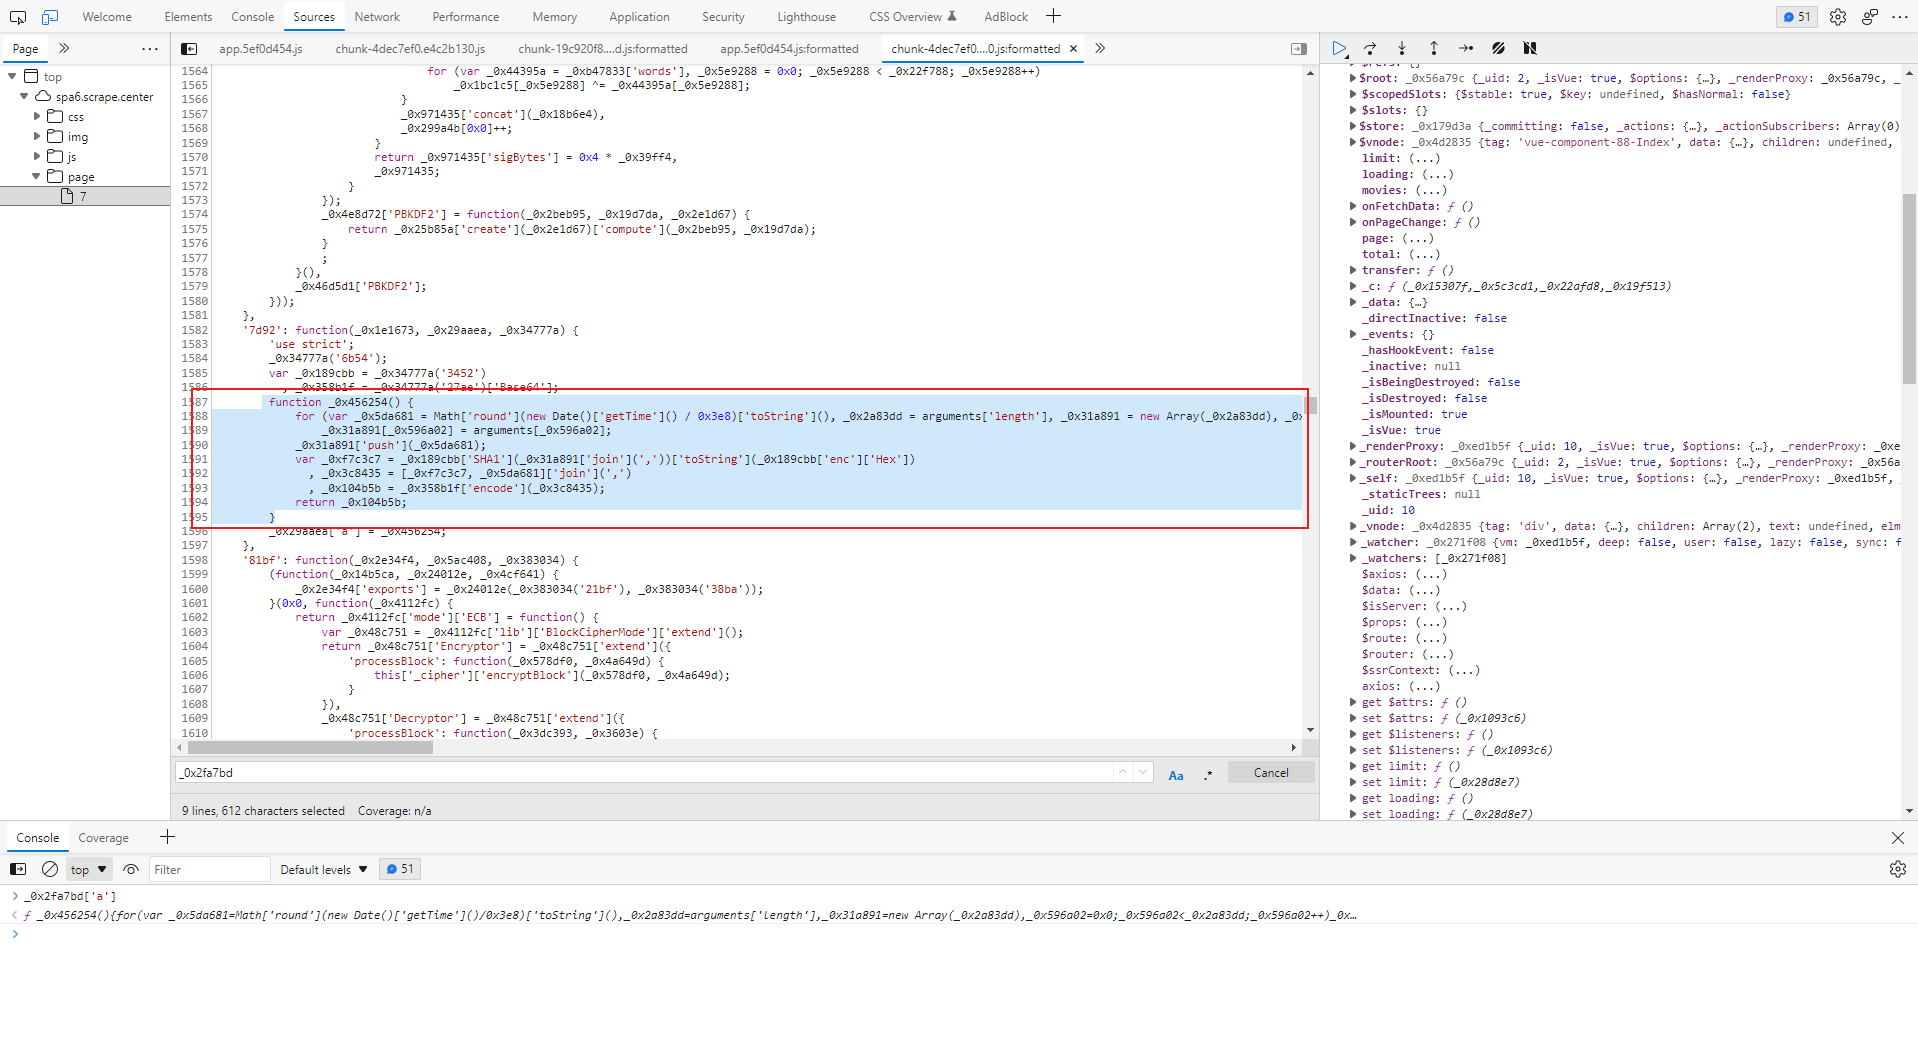 Welcome Elements Console Sources Network Performance Memory Application Security Lighthouse CSS Overview AdBlock 51
Page app.5ef0d454.js chunk-4dec7ef0.e4c2b130.js chunk-19c920f8....d.js:formatted app.5ef0d454.js:formatted chunk-4dec7ef0....0.js:formatted
top
spa6.scrape.center
css
img
js
page
7
1564 for (var _0x44395a = _0xb47833['words'], _0x5e9288 = 0x0; _0x5e9288 < _0x22f788; _0x5e9288++)
1565 _0x1bc1c5[_0x5e9288] ^= _0x44395a[_0x5e9288];
1566 }
1567 _0x971435['concat'](_0x18b6e4),
1568 _0x299a4b[0x0]++;
1569 }
1570 return _0x971435['sigBytes'] = 0x4 * _0x39ff4,
1571 _0x971435;
1572 }
1573 });
1574 _0x4e8d72['PBKDF2'] = function(_0x2beb95, _0x19d7da, _0x2e1d67) {
1575 return _0x25b85a['create'](_0x2e1d67)['compute'](_0x2beb95, _0x19d7da);
1576 }
1577 ;
1578 }(),
1579 _0x46d5d1['PBKDF2'];
1580 }));
1581 },
1582 '7d92': function(_0x1e1673, _0x29aaea, _0x34777a) {
1583 'use strict';
1584 _0x34777a('6b54');
1585 var _0x189cbb = _0x34777a('3452')
1586 , _0x358b1f = _0x34777a('27ae')['Base64'];
1587 function _0x456254() {
1588 for (var _0x5da681 = Math['round'](new Date()['getTime']() / 0x3e8)['toString'](), _0x2a83dd = arguments['length'], _0x31a891 = new Array(_0x2a83dd), _0x
1589 _0x31a891[_0x596a02] = arguments[_0x596a02];
1590 _0x31a891['push'](_0x5da681);
1591 var _0xf7c3c7 = _0x189cbb['SHA1'](_0x31a891['join'](','))['toString'](_0x189cbb['enc']['Hex'])
1592 , _0x3c8435 = [_0xf7c3c7, _0x5da681]['join'](',')
1593 , _0x104b5b = _0x358b1f['encode'](_0x3c8435);
1594 return _0x104b5b;
1595 }
1596 _0x29aaea['a'] = _0x456254;
1597 },
1598 '81bf': function(_0x2e34f4, _0x5ac408, _0x383034) {
1599 (function(_0x14b5ca, _0x24012e, _0x4cf641) {
1600 _0x2e34f4['exports'] = _0x24012e(_0x383034('21bf'), _0x383034('38ba'));
1601 }(0x0, function(_0x4112fc) {
1602 return _0x4112fc['mode']['ECB'] = function() {
1603 var _0x48c751 = _0x4112fc['lib']['BlockCipherMode']['extend']();
1604 return _0x48c751['Encryptor'] = _0x48c751['extend']({
1605 'processBlock': function(_0x578df0, _0x4a649d) {
1606 this['_cipher']['encryptBlock'](_0x578df0, _0x4a649d);
1607 }
1608 }),
1609 _0x48c751['Decryptor'] = _0x48c751['extend']({
1610 'processBlock': function(_0x3dc393, _0x3603e) {
_0x2fa7bd Aa .* Cancel
9 lines, 612 characters selected Coverage: n/a
$root: _0x56a79c {_uid: 2, _isVue: true, $options: {…}, _renderProxy: _0x56a79c, _
$scopedSlots: {$stable: true, $key: undefined, $hasNormal: false}
$slots: {}
$store: _0x179d3a {_committing: false, _actions: {…}, _actionSubscribers: Array(0)
$vnode: _0x4d2835 {tag: 'vue-component-88-Index', data: {…}, children: undefined,
limit: (...)
loading: (...)
movies: (...)
onFetchData: ƒ ()
onPageChange: ƒ ()
page: (...)
total: (...)
transfer: ƒ ()
_c: ƒ (_0x15307f,_0x5c3cd1,_0x22afd8,_0x19f513)
_data: {…}
_directInactive: false
_events: {}
_hasHookEvent: false
_inactive: null
_isBeingDestroyed: false
_isDestroyed: false
_isMounted: true
_isVue: true
_renderProxy: _0xed1b5f {_uid: 10, _isVue: true, $options: {…}, _renderProxy: _0xe
_routerRoot: _0x56a79c {_uid: 2, _isVue: true, $options: {…}, _renderProxy: _0x56a
_self: _0xed1b5f {_uid: 10, _isVue: true, $options: {…}, _renderProxy: _0xed1b5f,
_staticTrees: null
_uid: 10
_vnode: _0x4d2835 {tag: 'div', data: {…}, children: Array(2), text: undefined, elm
_watcher: _0x271f08 {vm: _0xed1b5f, deep: false, user: false, lazy: false, sync: f
_watchers: [_0x271f08]
$axios: (...)
$data: (...)
$isServer: (...)
$props: (...)
$route: (...)
$router: (...)
$ssrContext: (...)
axios: (...)
get $attrs: ƒ ()
set $attrs: ƒ (_0x1093c6)
get $listeners: ƒ ()
set $listeners: ƒ (_0x1093c6)
get limit: ƒ ()
set limit: ƒ (_0x28d8e7)
get loading: ƒ ()
set loading: ƒ (_0x28d8e7)
Console Coverage
top Filter Default levels 51
_0x2fa7bd['a']
ƒ _0x456254(){for(var _0x5da681=Math['round'](new Date()['getTime']()/0x3e8)['toString'](),_0x2a83dd=arguments['length'],_0x31a891=new Array(_0x2a83dd),_0x596a02=0x0;_0x596a02<_0x2a83dd;_0x596a02++)_0x…